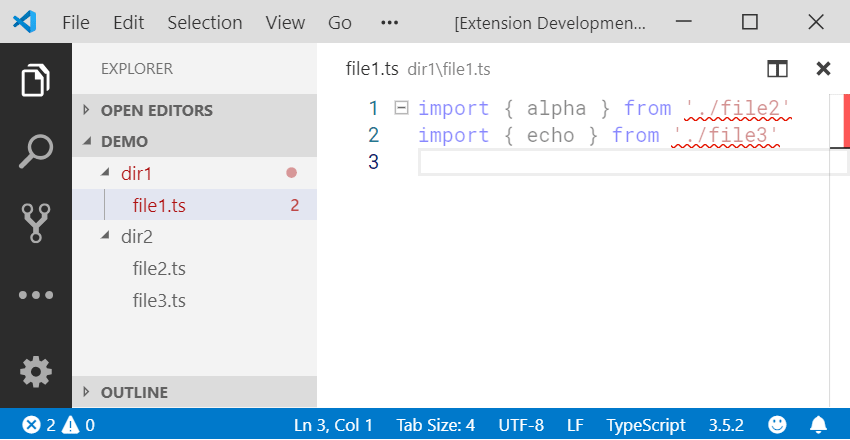 File Edit Selection View Go ••• [Extension Developmen...
EXPLORER
OPEN EDITORS
DEMO
dir1
file1.ts 2
dir2
file2.ts
file3.ts
OUTLINE
file1.ts dir1\file1.ts
1 import { alpha } from './file2'
2 import { echo } from './file3'
3
2 0 Ln 3, Col 1 Tab Size: 4 UTF-8 LF TypeScript 3.5.2